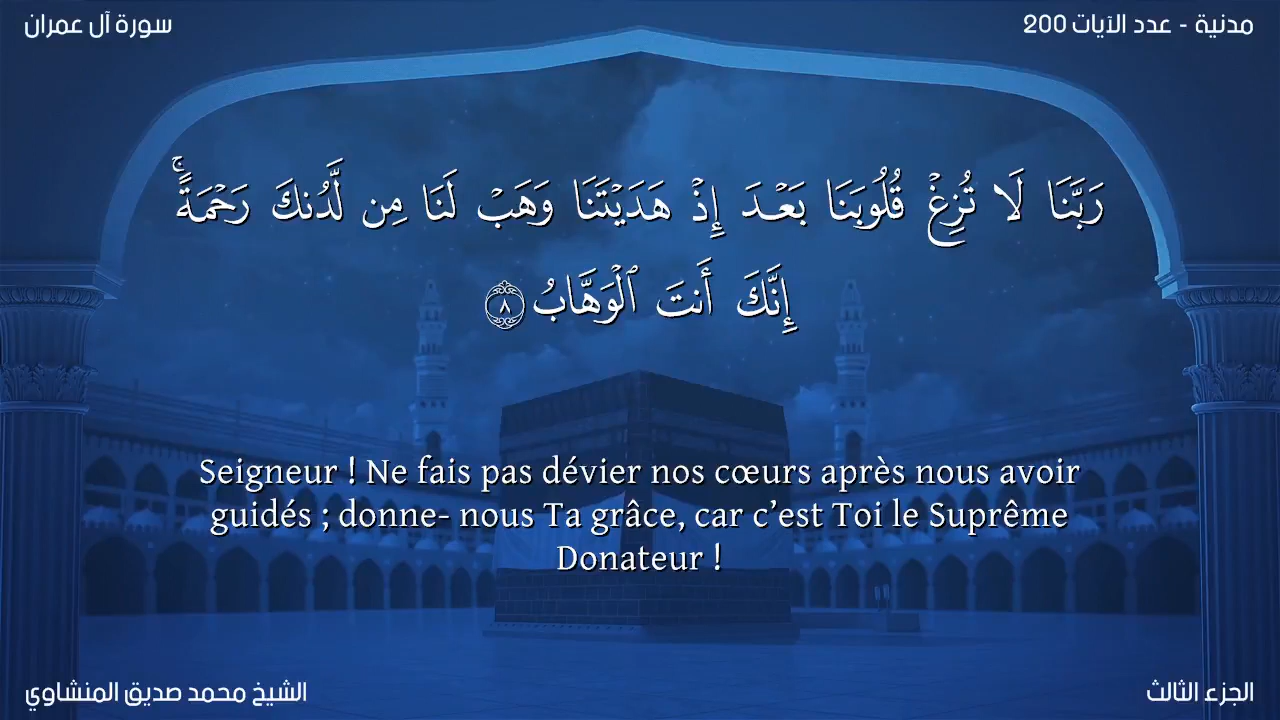 سورة آل عمران
مدنية - عدد الآيات 200
رَبَّنَا لَا تُزِغْ قُلُوبَنَا بَعْدَ إِذْ هَدَيْتَنَا وَهَبْ لَنَا مِن لَّدُنكَ رَحْمَةً ۚ
إِنَّكَ أَنتَ ٱلْوَهَّابُ ٨
Seigneur ! Ne fais pas dévier nos cœurs après nous avoir
guidés ; donne- nous Ta grâce, car c’est Toi le Suprême
Donateur !
الشيخ محمد صديق المنشاوي
الجزء الثالث